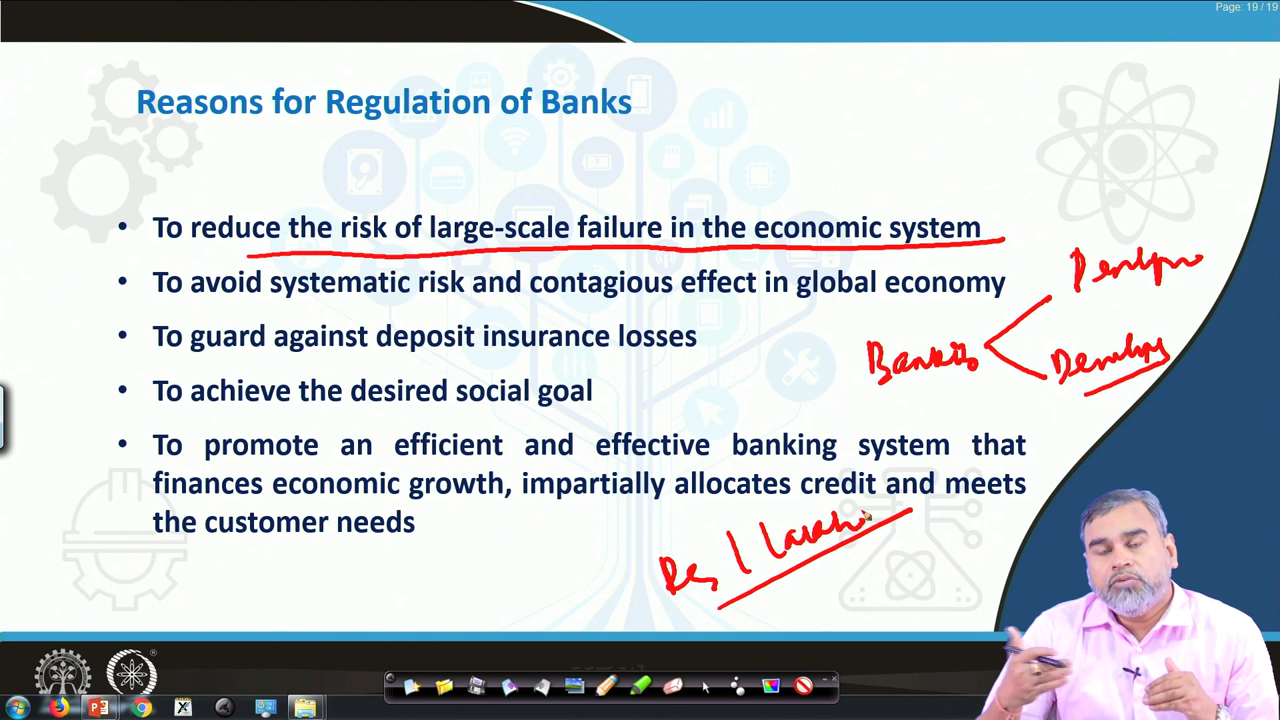 Page: 19 / 19
Reasons for Regulation of Banks
• To reduce the risk of large-scale failure in the economic system
• To avoid systematic risk and contagious effect in global economy
• To guard against deposit insurance losses
• To achieve the desired social goal
• To promote an efficient and effective banking system that
finances economic growth, impartially allocates credit and meets
the customer needs